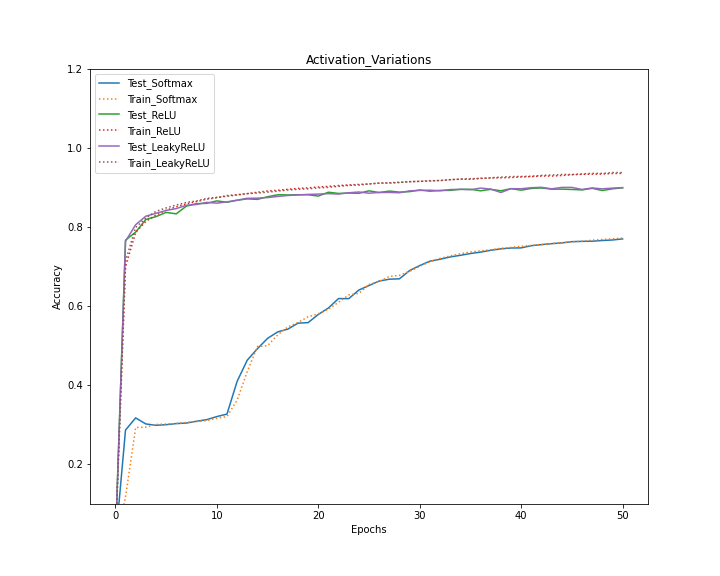 Activation_Variations
1.2
1.0
0.8
0.6
0.4
0.2
Accuracy
Test_Softmax
Train_Softmax
Test_ReLU
Train_ReLU
Test_LeakyReLU
Train_LeakyReLU
0 10 20 30 40 50
Epochs